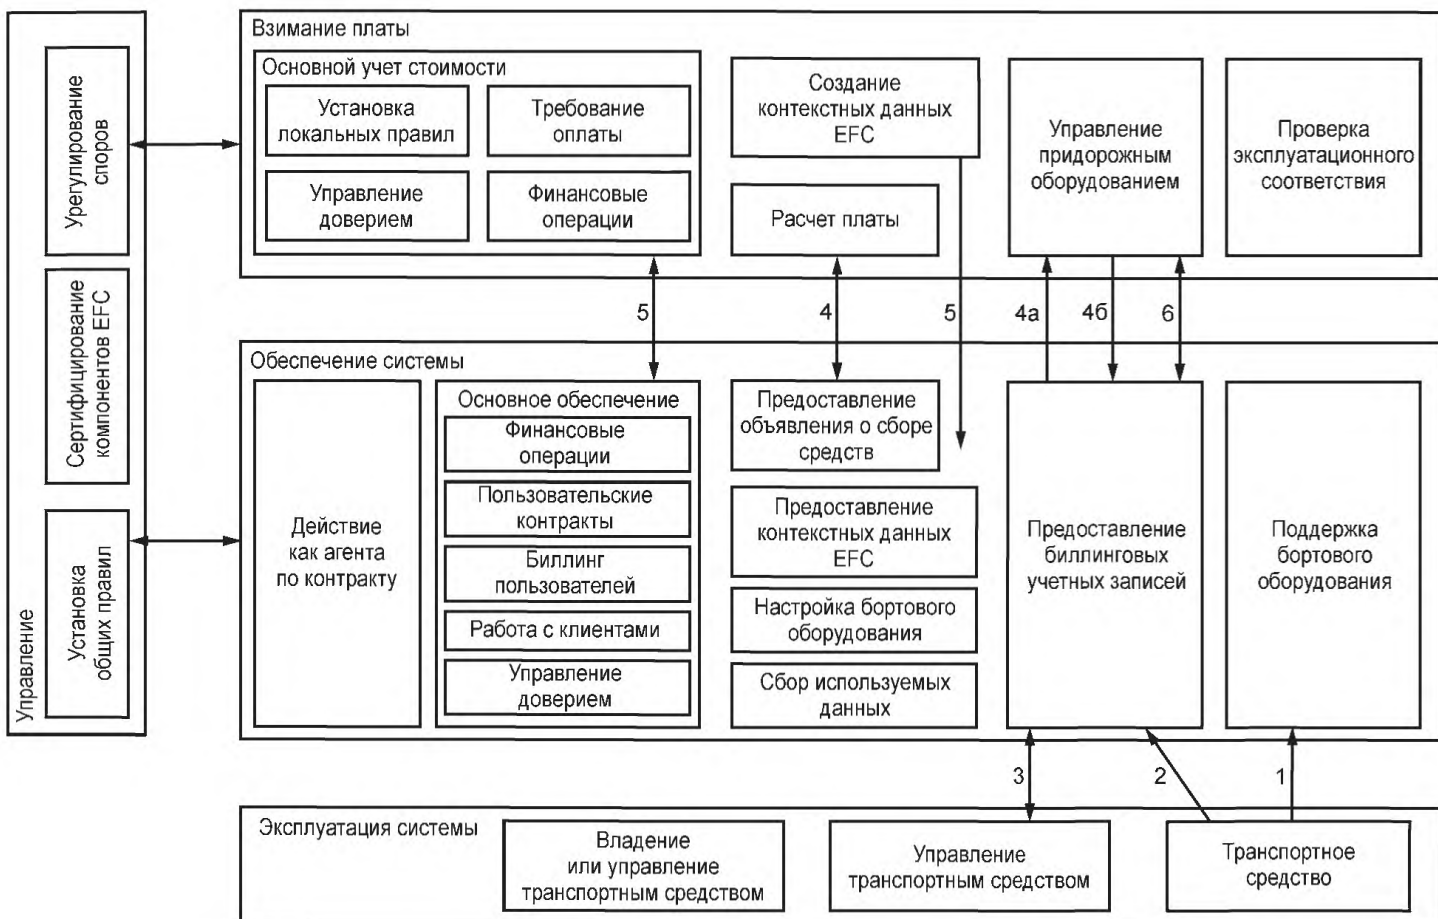 Управление
Урегулирование
споров
Сертифицирование
компонентов EFC
Установка
общих правил
Взимание платы
Основной учет стоимости
Установка
локальных правил
Требование
оплаты
Управление
доверием
Финансовые
операции
Создание
контекстных данных
EFC
Расчет платы
Управление
придорожным
оборудованием
Проверка
эксплуатационного
соответствия
5
4
5
4а
4б
6
Обеспечение системы
Действие
как агента
по контракту
Основное обеспечение
Финансовые
операции
Пользовательские
контракты
Биллинг
пользователей
Работа с клиентами
Управление
доверием
Предоставление
объявления о сборе
средств
Предоставление
контекстных данных
EFC
Настройка бортового
оборудования
Сбор используемых
данных
Предоставление
биллинговых
учетных записей
Поддержка
бортового
оборудования
3
2
1
Эксплуатация системы
Владение
или управление
транспортным средством
Управление
транспортным средством
Транспортное
средство